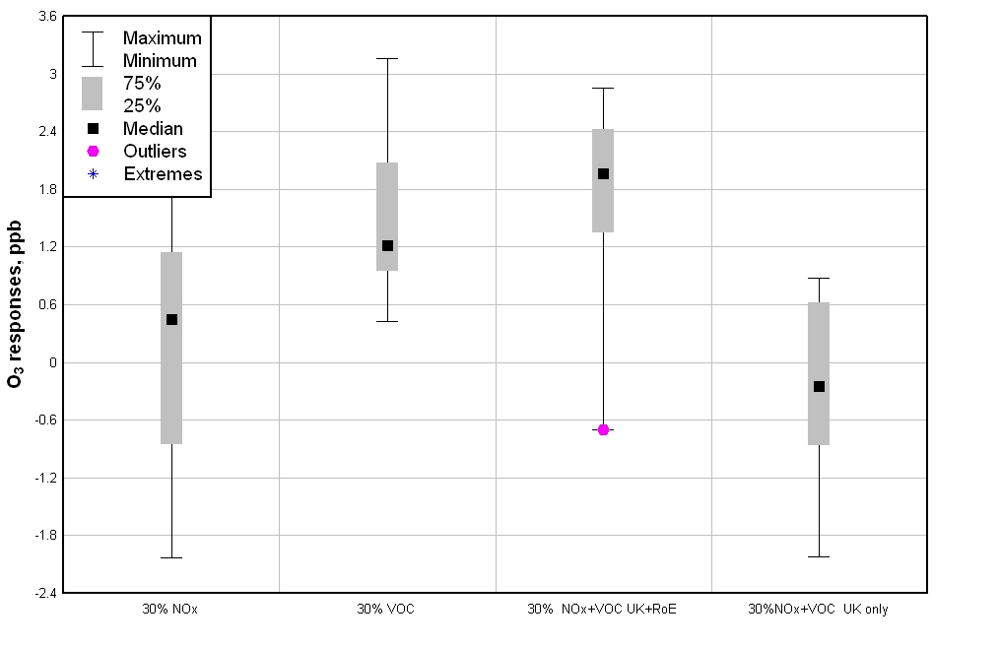 3.6
3
2.4
1.8
1.2
0.6
0
-0.6
-1.2
-1.8
-2.4
O3 responses, ppb
Maximum
Minimum
75%
25%
Median
Outliers
Extremes
30% NOx
30% VOC
30%  NOx+VOC UK+RoE
30%NOx+VOC  UK only